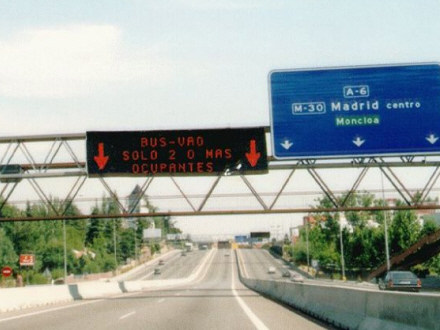 BUS-VAO
SOLO 2 O MAS
OCUPANTES
A-6
M-30 Madrid centro
Moncloa